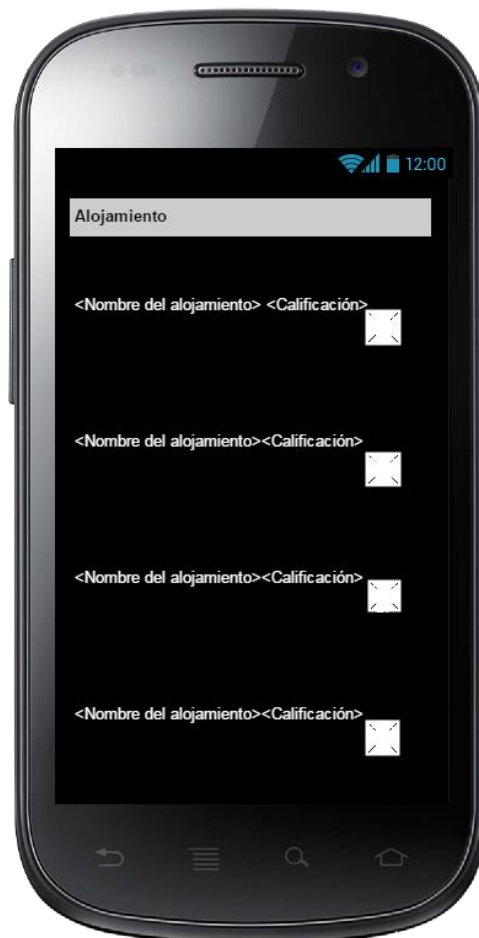 12:00
Alojamiento
<Nombre del alojamiento> <Calificación>
<Nombre del alojamiento><Calificación>
<Nombre del alojamiento><Calificación>
<Nombre del alojamiento><Calificación>